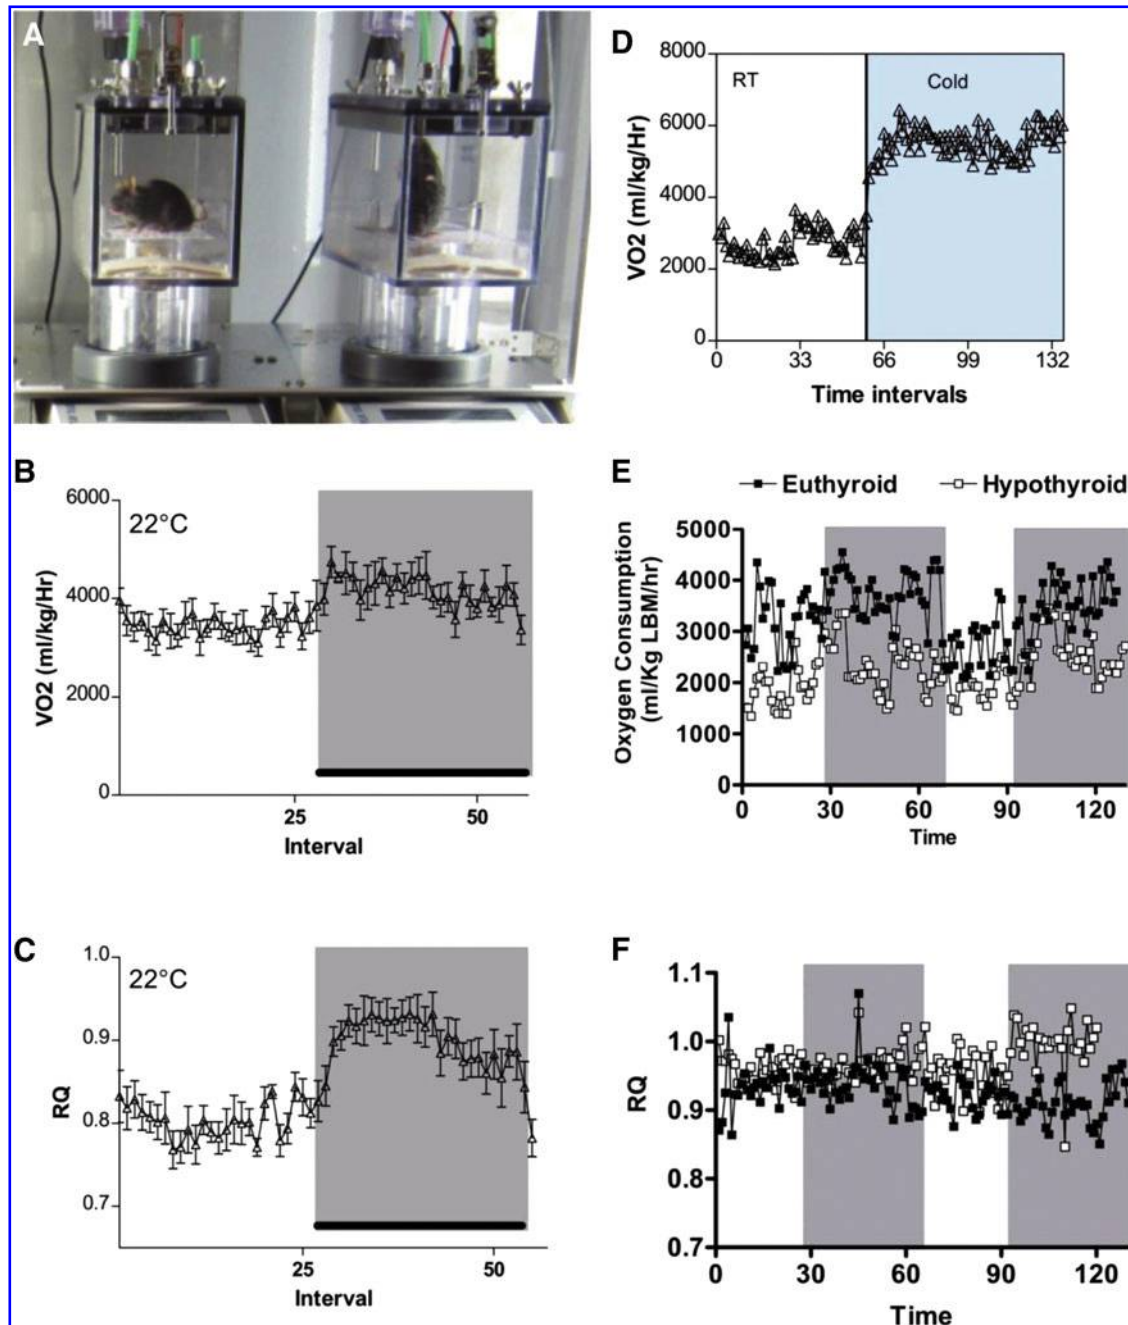 A
D
8000
6000
4000
2000
0
VO2 (ml/kg/Hr)
RT
Cold
0 33 66 99 132
Time intervals
B
6000
4000
2000
0
VO2 (ml/kg/Hr)
22°C
25 50
Interval
E
Euthyroid Hypothyroid
5000
4000
3000
2000
1000
0
Oxygen Consumption
(ml/Kg LBM/hr)
0 30 60 90 120
Time
C
1.0
0.9
0.8
0.7
RQ
22°C
25 50
Interval
F
1.1
1.0
0.9
0.8
0.7
RQ
0 30 60 90 120
Time